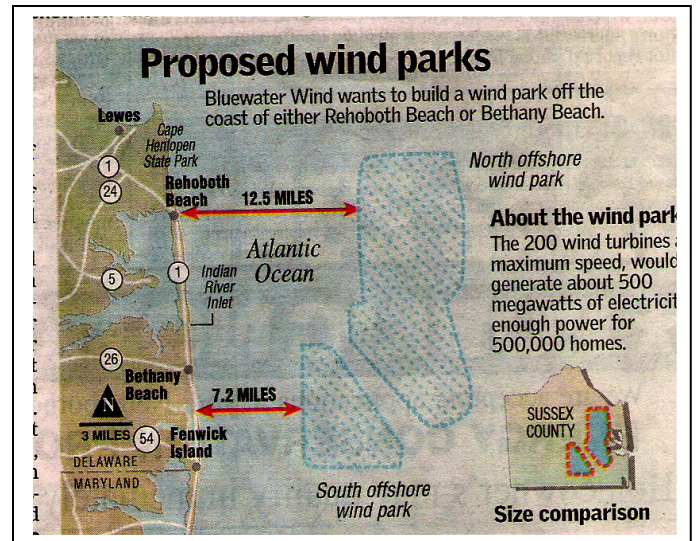 Proposed wind parks
Bluewater Wind wants to build a wind park off the
coast of either Rehoboth Beach or Bethany Beach.
Lewes
Cape
Henlopen
State Park
1
24
Rehoboth
Beach
12.5 MILES
North offshore
wind park
Atlantic
Ocean
5
1
Indian
River
Inlet
26
Bethany
Beach
7.2 MILES
N
3 MILES
54
Fenwick
Island
DELAWARE
MARYLAND
South offshore
wind park
About the wind park
The 200 wind turbines
maximum speed, would
generate about 500
megawatts of electricit
enough power for
500,000 homes.
SUSSEX
COUNTY
Size comparison